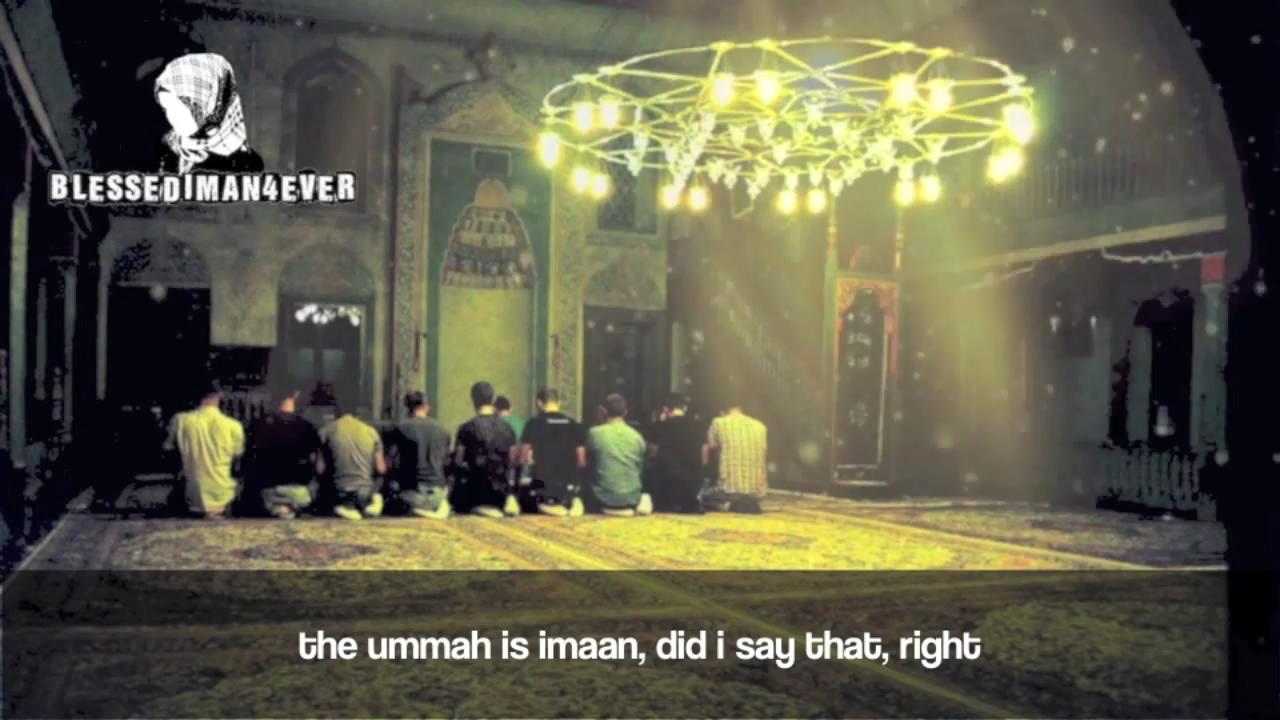 BLESSEDIMAN4EVER
the ummah is imaan, did i say that, right